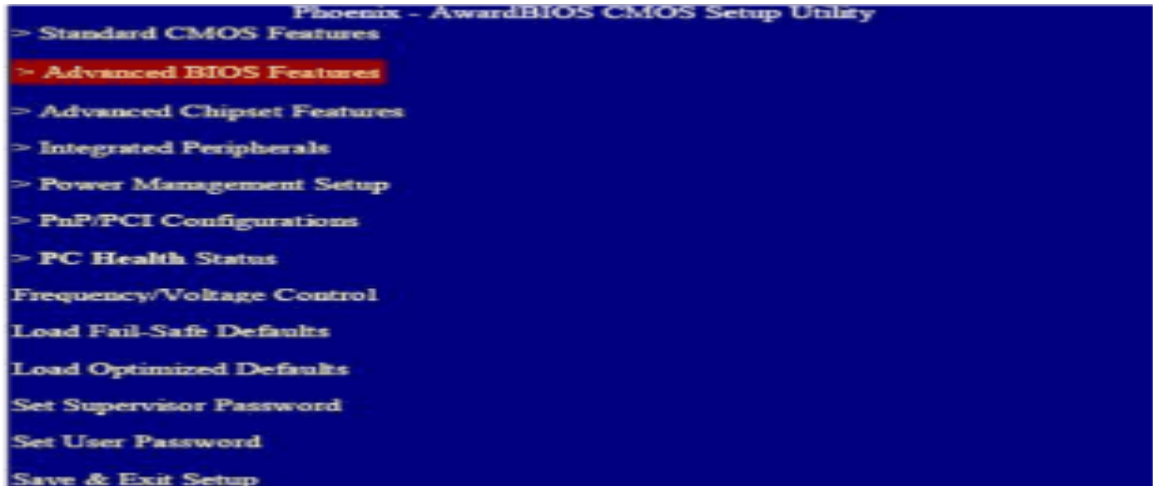 Phoenix - AwardBIOS CMOS Setup Utility
> Standard CMOS Features
> Advanced BIOS Features
> Advanced Chipset Features
> Integrated Peripherals
> Power Management Setup
> PnP/PCI Configurations
> PC Health Status
Frequency/Voltage Control
Load Fail-Safe Defaults
Load Optimized Defaults
Set Supervisor Password
Set User Password
Save & Exit Setup